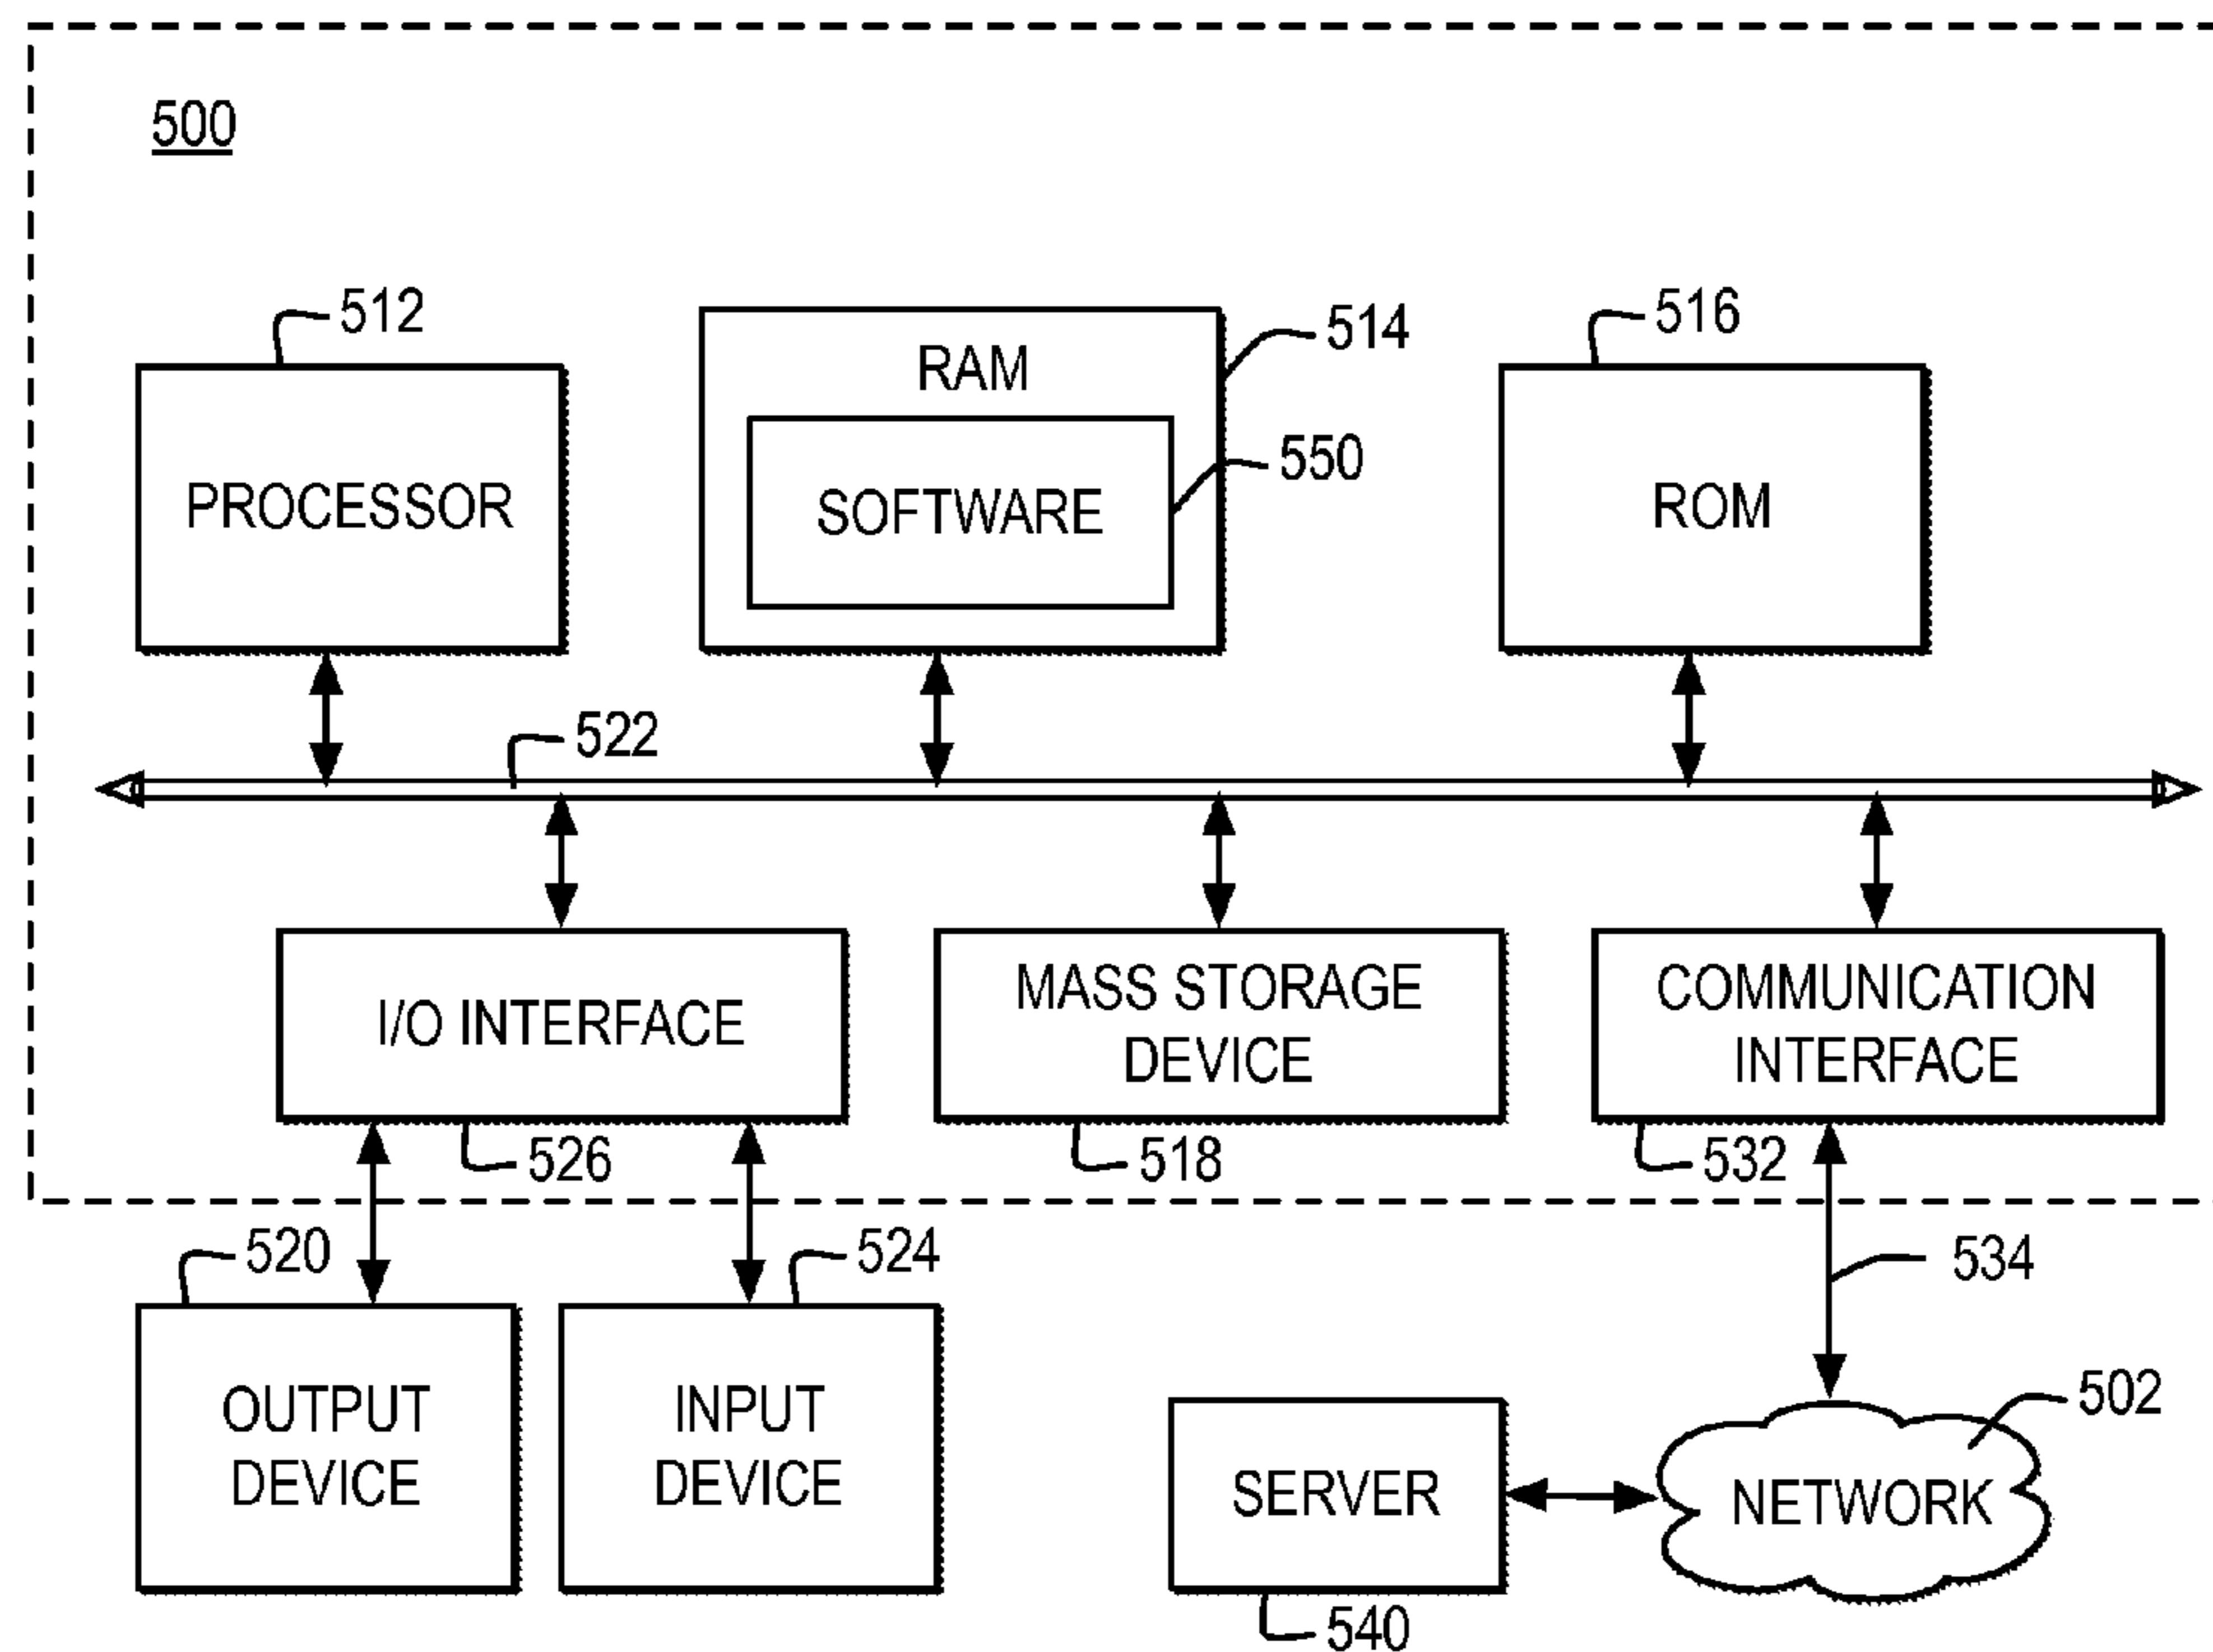 500
512
514
516
RAM
550
PROCESSOR
SOFTWARE
ROM
522
I/O INTERFACE
MASS STORAGE
DEVICE
COMMUNICATION
INTERFACE
526
518
532
520
524
534
OUTPUT
DEVICE
INPUT
DEVICE
502
SERVER
NETWORK
540